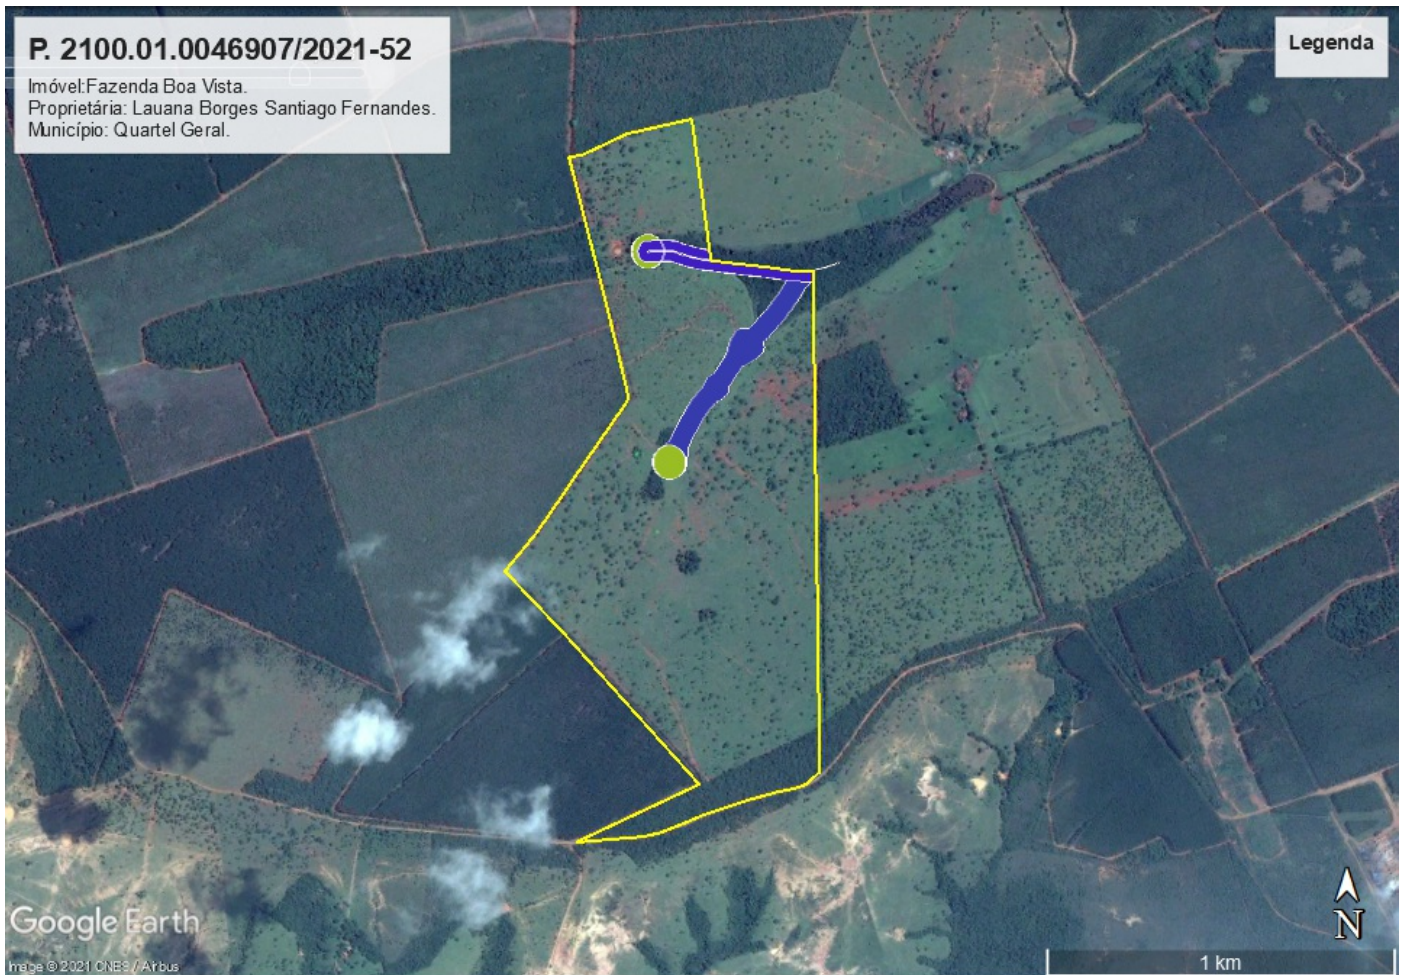 P. 2100.01.0046907/2021-52
Imóvel:Fazenda Boa Vista.
Proprietária: Lauana Borges Santiago Fernandes.
Município: Quartel Geral.
Legenda
Google Earth
Image © 2021 CNES / Airbus
N
1 km